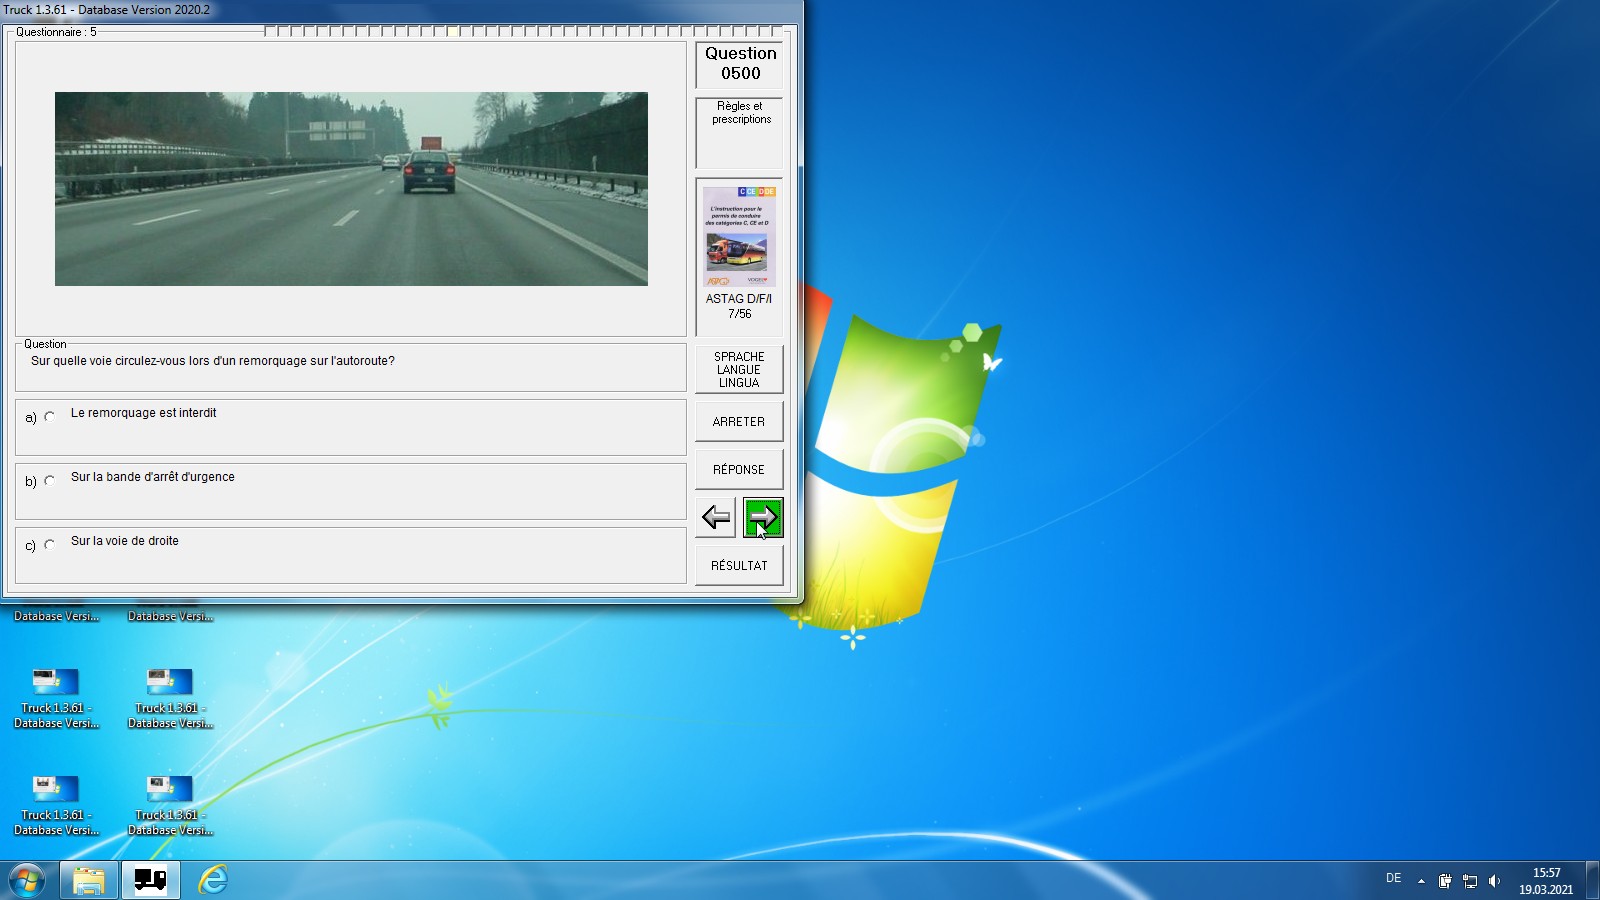 Truck 1.3.61 - Database Version 2020.2
Questionnaire : 5
Question
0500
Règles et
prescriptions
C CE D DE
L'instruction pour le
permis de conduire
des catégories C, CE et D
ASTAG D/F/I
7/56
Question
Sur quelle voie circulez-vous lors d'un remorquage sur l'autoroute?
a) Le remorquage est interdit
b) Sur la bande d'arrêt d'urgence
c) Sur la voie de droite
SPRACHE
LANGUE
LINGUA
ARRETER
RÉPONSE
RÉSULTAT
Database Versi...
Database Versi...
Truck 1.3.61 -
Database Versi...
Truck 1.3.61 -
Database Versi...
Truck 1.3.61 -
Database Versi...
Truck 1.3.61 -
Database Versi...
DE
15:57
19.03.2021